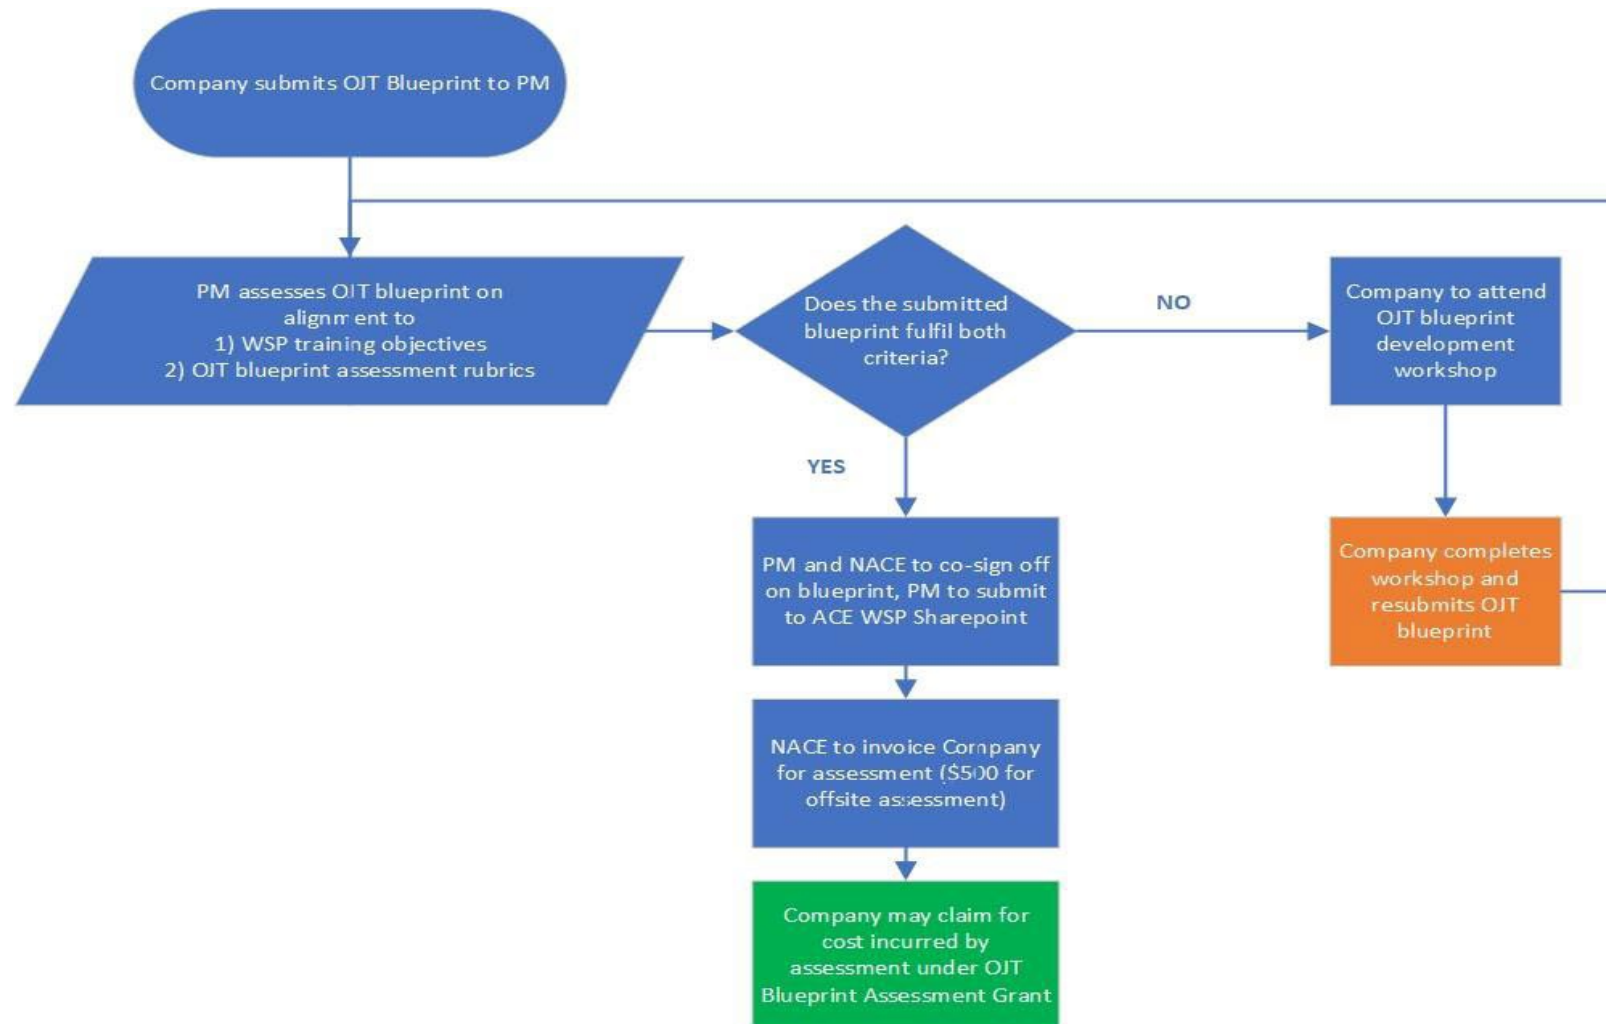 Company submits OJT Blueprint to PM
PM assesses OJT blueprint on
alignment to
1) WSP training objectives
2) OJT blueprint assessment rubrics
Does the submitted
blueprint fulfil both
criteria?
NO
Company to attend
OJT blueprint
development
workshop
YES
PM and NACE to co-sign off
on blueprint, PM to submit
to ACE WSP Sharepoint
Company completes
workshop and
resubmits OJT
blueprint
NACE to invoice Company
for assessment ($500 for
offsite assessment)
Company may claim for
cost incurred by
assessment under OJT
Blueprint Assessment Grant